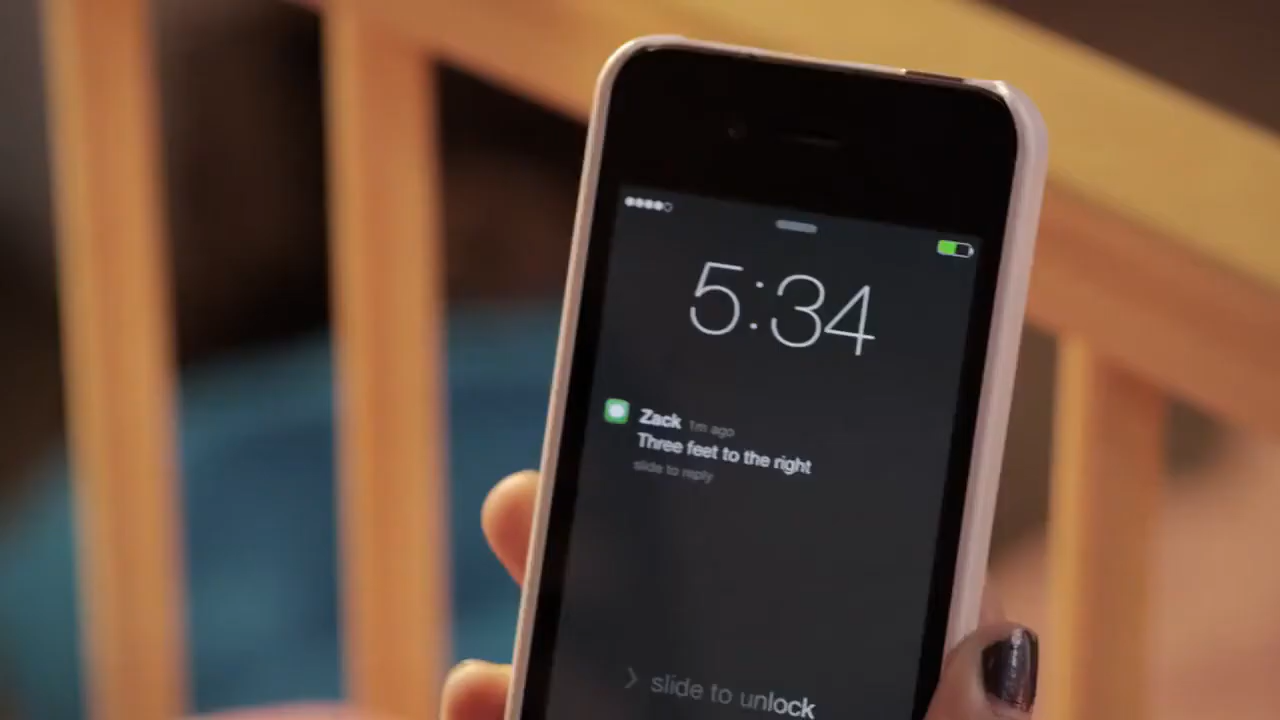 5:34
Zack 1m ago
Three feet to the right
slide to reply
> slide to unlock